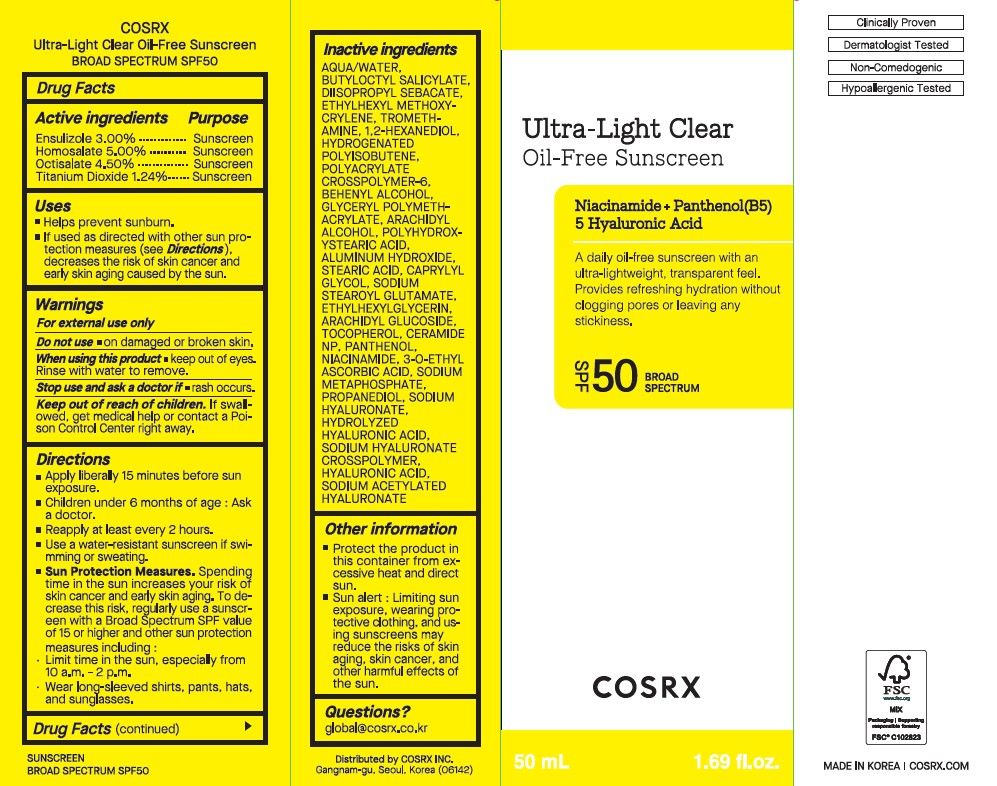 COSRX
Ultra-Light Clear Oil-Free Sunscreen
BROAD SPECTRUM SPF50
Drug Facts
Active ingredients Purpose
Ensulizole 3.00% ············ Sunscreen
Homosalate 5.00% ·········· Sunscreen
Octisalate 4.50% ············ Sunscreen
Titanium Dioxide 1.24%····· Sunscreen
Uses
▪ Helps prevent sunburn.
▪ If used as directed with other sun pro-
tection measures (see Directions),
decreases the risk of skin cancer and
early skin aging caused by the sun.
Warnings
For external use only
Do not use ▪ on damaged or broken skin.
When using this product ▪ keep out of eyes.
Rinse with water to remove.
Stop use and ask a doctor if ▪ rash occurs.
Keep out of reach of children. If swall-
owed, get medical help or contact a Poi-
son Control Center right away.
Directions
▪ Apply liberally 15 minutes before sun
exposure.
▪ Children under 6 months of age : Ask
a doctor.
▪ Reapply at least every 2 hours.
▪ Use a water-resistant sunscreen if swi-
mming or sweating.
▪ Sun Protection Measures. Spending
time in the sun increases your risk of
skin cancer and early skin aging. To de-
crease this risk, regularly use a sunscr-
een with a Broad Spectrum SPF value
of 15 or higher and other sun protection
measures including :
· Limit time in the sun, especially from
10 a.m. - 2 p.m.
· Wear long-sleeved shirts, pants, hats,
and sunglasses.
Drug Facts (continued)
SUNSCREEN
BROAD SPECTRUM SPF50
Inactive ingredients
AQUA/WATER,
BUTYLOCTYL SALICYLATE,
DIISOPROPYL SEBACATE,
ETHYLHEXYL METHOXY-
CRYLENE, TROMETH-
AMINE, 1,2-HEXANEDIOL,
HYDROGENATED
POLYISOBUTENE,
POLYACRYLATE
CROSSPOLYMER-6,
BEHENYL ALCOHOL,
GLYCERYL POLYMETH-
ACRYLATE, ARACHIDYL
ALCOHOL, POLYHYDROX-
YSTEARIC ACID,
ALUMINUM HYDROXIDE,
STEARIC ACID, CAPRYLYL
GLYCOL, SODIUM
STEAROYL GLUTAMATE,
ETHYLHEXYLGLYCERIN,
ARACHIDYL GLUCOSIDE,
TOCOPHEROL, CERAMIDE
NP, PANTHENOL,
NIACINAMIDE, 3-O-ETHYL
ASCORBIC ACID, SODIUM
METAPHOSPHATE,
PROPANEDIOL, SODIUM
HYALURONATE,
HYDROLYZED
HYALURONIC ACID,
SODIUM HYALURONATE
CROSSPOLYMER,
HYALURONIC ACID,
SODIUM ACETYLATED
HYALURONATE
Other information
▪ Protect the product in
this container from ex-
cessive heat and direct
sun.
▪ Sun alert : Limiting sun
exposure, wearing pro-
tective clothing, and us-
ing sunscreens may
reduce the risks of skin
aging, skin cancer, and
other harmful effects of
the sun.
Questions?
global@cosrx.co.kr
Distributed by COSRX INC.
Gangnam-gu, Seoul, Korea (06142)
Ultra-Light Clear
Oil-Free Sunscreen
Niacinamide + Panthenol(B5)
5 Hyaluronic Acid
A daily oil-free sunscreen with an
ultra-lightweight, transparent feel.
Provides refreshing hydration without
clogging pores or leaving any
stickiness.
SPF 50 BROAD
SPECTRUM
COSRX
50 mL 1.69 fl.oz.
Clinically Proven
Dermatologist Tested
Non-Comedogenic
Hypoallergenic Tested
FSC
www.fsc.org
MIX
Packaging | Supporting
responsible forestry
FSC® C102823
MADE IN KOREA | COSRX.COM